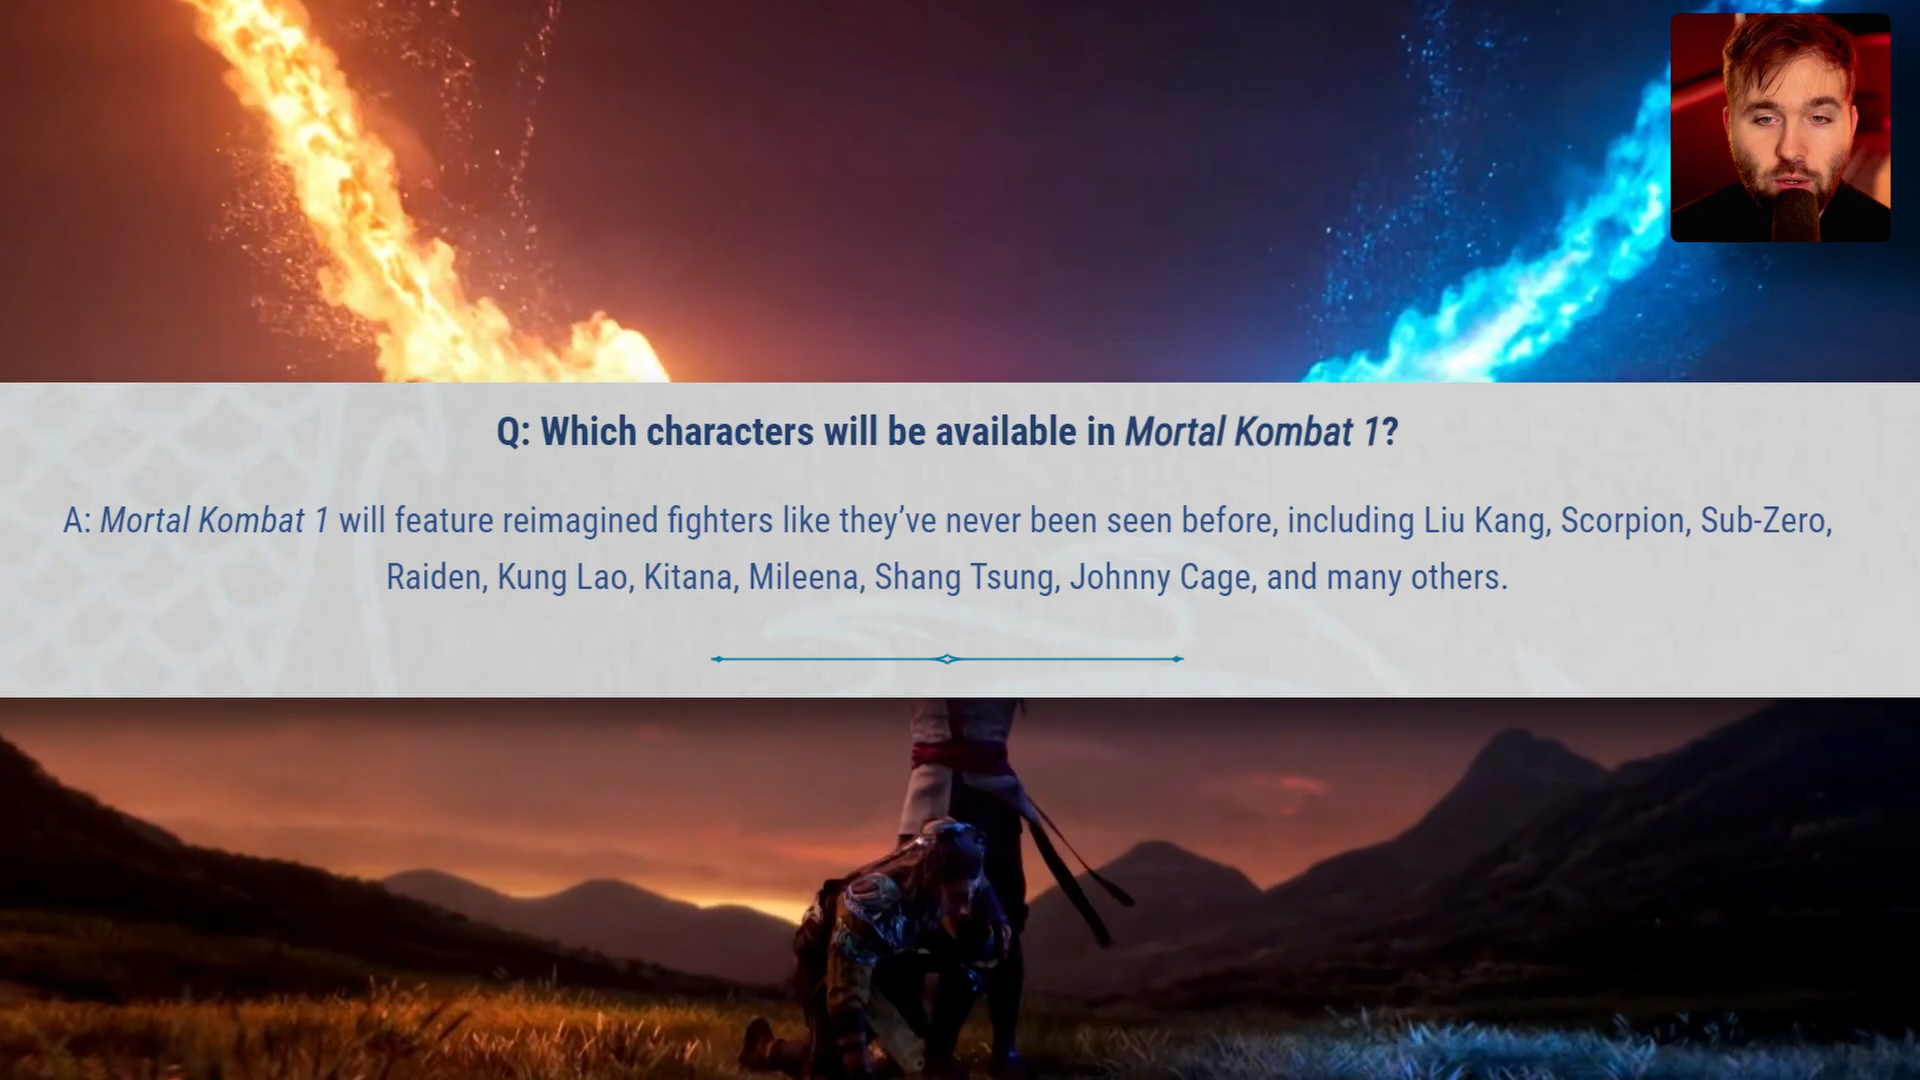 Q: Which characters will be available in Mortal Kombat 1?
A: Mortal Kombat 1 will feature reimagined fighters like they’ve never been seen before, including Liu Kang, Scorpion, Sub-Zero,
Raiden, Kung Lao, Kitana, Mileena, Shang Tsung, Johnny Cage, and many others.